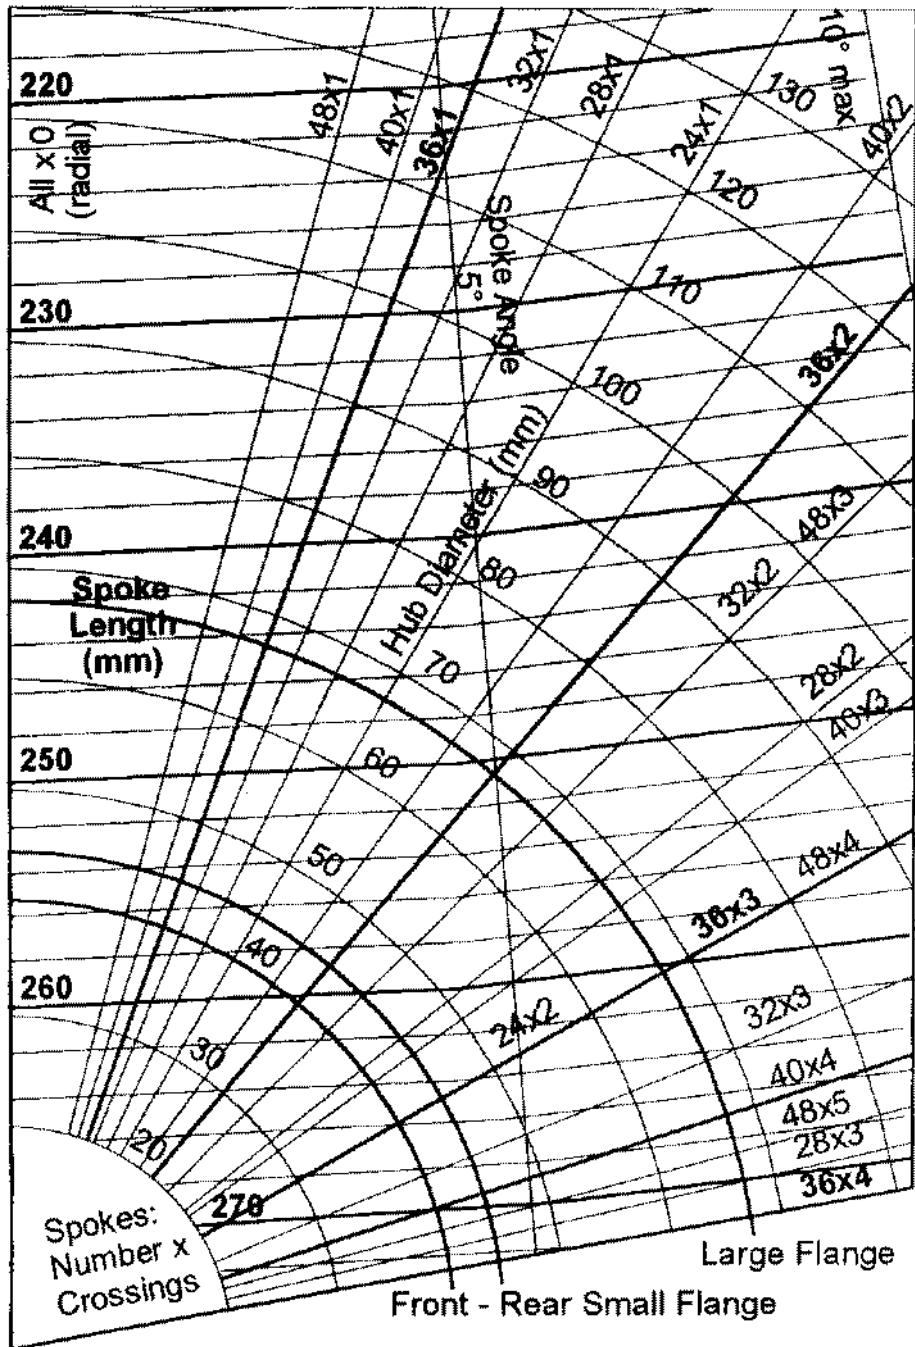 48x1
40x1
36x1
32x1
28x4
24x1
10° max.
40x2
220
All x 0
(radial)
130
120
Spoke Angle
5°
110
230
36x2
100
Hub Diameter (mm)
90
240
48x3
80
32x2
Spoke
Length
(mm)
70
28x2
40x3
250
60
50
48x4
36x3
40
260
24x2
32x3
30
40x4
48x5
20
28x3
36x4
270
Spokes:
Number x
Crossings
Large Flange
Front - Rear Small Flange